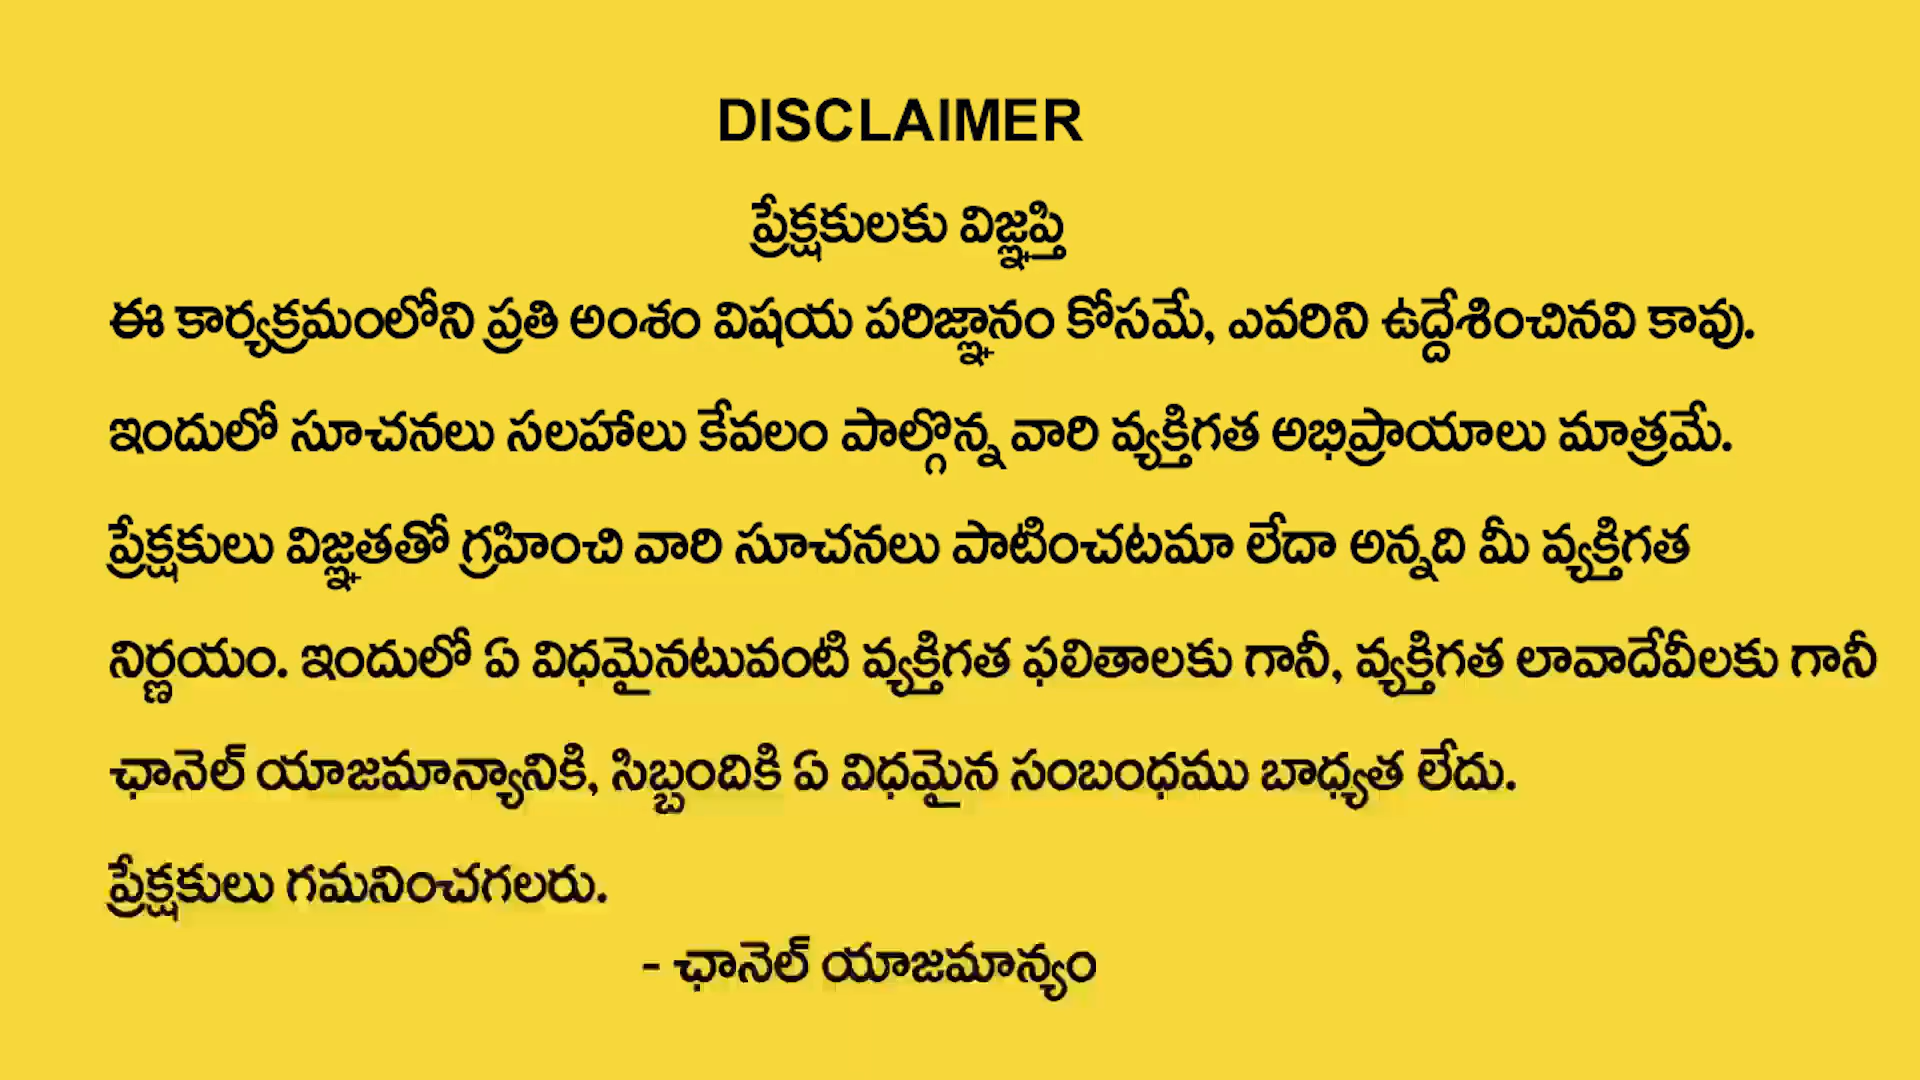 DISCLAIMER
ప్రేక్షకులకు విజ్ఞప్తి
ఈ కార్యక్రమంలోని ప్రతి అంశం విషయ పరిజ్ఞానం కోసమే, ఎవరిని ఉద్దేశించినవి కావు.
ఇందులో సూచనలు సలహాలు కేవలం పాల్గొన్న వారి వ్యక్తిగత అభిప్రాయాలు మాత్రమే.
ప్రేక్షకులు విజ్ఞతతో గ్రహించి వారి సూచనలు పాటించటమా లేదా అన్నది మీ వ్యక్తిగత
నిర్ణయం. ఇందులో ఏ విధమైనటువంటి వ్యక్తిగత ఫలితాలకు గానీ, వ్యక్తిగత లావాదేవీలకు గానీ
ఛానెల్ యాజమాన్యానికి, సిబ్బందికి ఏ విధమైన సంబంధము బాధ్యత లేదు.
ప్రేక్షకులు గమనించగలరు.
- ఛానెల్ యాజమాన్యం